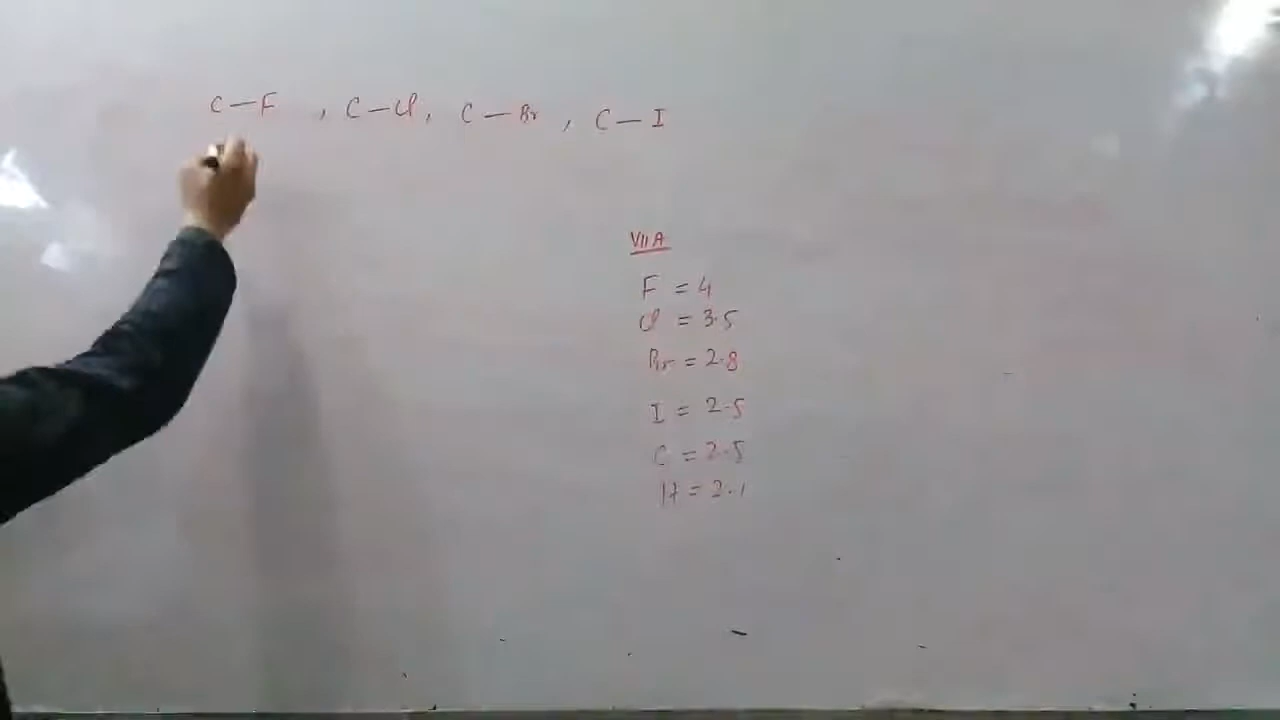 C—F , C—Cl, C—Br , C—I
VIIA
F = 4
Cl = 3.5
Br = 2.8
I = 2.5
C = 2.5
H = 2.1